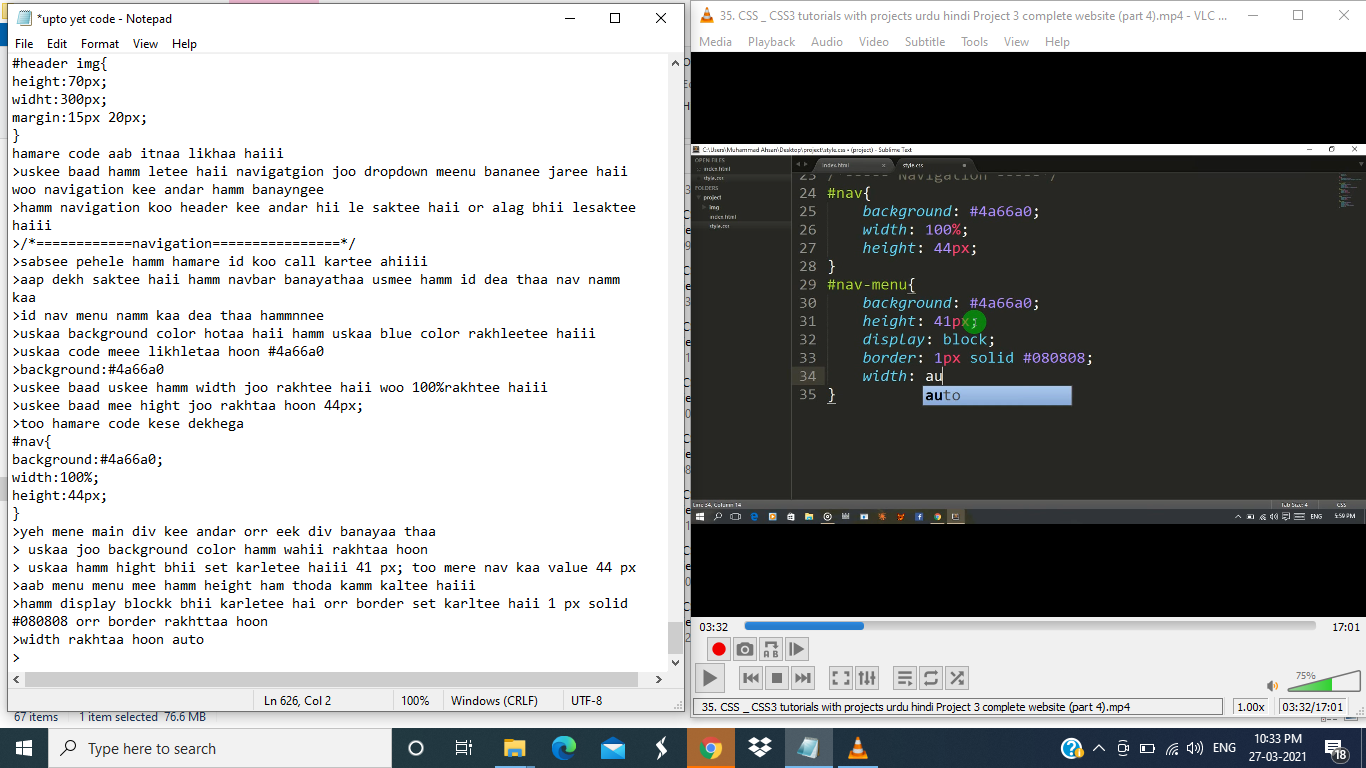 *upto yet code - Notepad
File Edit Format View Help
#header img{
height:70px;
widht:300px;
margin:15px 20px;
}
hamare code aab itnaa likhaa haiii
>uskee baad hamm letee haii navigatgion joo dropdown meenu bananee jaree haii
woo navigation kee andar hamm banayngee
>hamm navigation koo header kee andar hii le saktee haii or alag bhii lesaktee
haiii
>/*============navigation================*/
>sabsee pehele hamm hamare id koo call kartee ahiiii
>aap dekh saktee haii hamm navbar banayathaa usmee hamm id dea thaa nav namm
kaa
>id nav menu namm kaa dea thaa hammnnee
>uskaa background color hotaa haii hamm uskaa blue color rakhleetee haiii
>uskaa code meee likhletaa hoon #4a66a0
>background:#4a66a0
>uskee baad uskee hamm width joo rakhtee haii woo 100%rakhtee haiii
>uskee baad mee hight joo rakhtaa hoon 44px;
>too hamare code kese dekhega
#nav{
background:#4a66a0;
width:100%;
height:44px;
}
>yeh mene main div kee andar orr eek div banayaa thaa
> uskaa joo background color hamm wahii rakhtaa hoon
> uskaa hamm hight bhii set karletee haiii 41 px; too mere nav kaa value 44 px
>aab menu menu mee hamm height ham thoda kamm kaltee haiii
>hamm display blockk bhii karletee hai orr border set karltee haii 1 px solid
#080808 orr border rakhttaa hoon
>width rakhtaa hoon auto
>
Ln 626, Col 2 100% Windows (CRLF) UTF-8
67 items 1 item selected 76.6 MB
35. CSS _ CSS3 tutorials with projects urdu hindi Project 3 complete website (part 4).mp4 - VLC ...
Media Playback Audio Video Subtitle Tools View Help
C:\Users\Muhammad Ahsan\Desktop\project\style.css • (project) - Sublime Text
OPEN FILES
index.html
style.css
FOLDERS
project
img
index.html
style.css
index.html style.css
23 Navigation
24 #nav{
25 background: #4a66a0;
26 width: 100%;
27 height: 44px;
28 }
29 #nav-menu{
30 background: #4a66a0;
31 height: 41px;
32 display: block;
33 border: 1px solid #080808;
34 width: au
auto
35 }
Line 34, Column 14 Tab Size: 4 CSS
ENG 5:59 PM
03:32 17:01
75%
35. CSS _ CSS3 tutorials with projects urdu hindi Project 3 complete website (part 4).mp4 1.00x 03:32/17:01
Type here to search
ENG 10:33 PM
27-03-2021
18